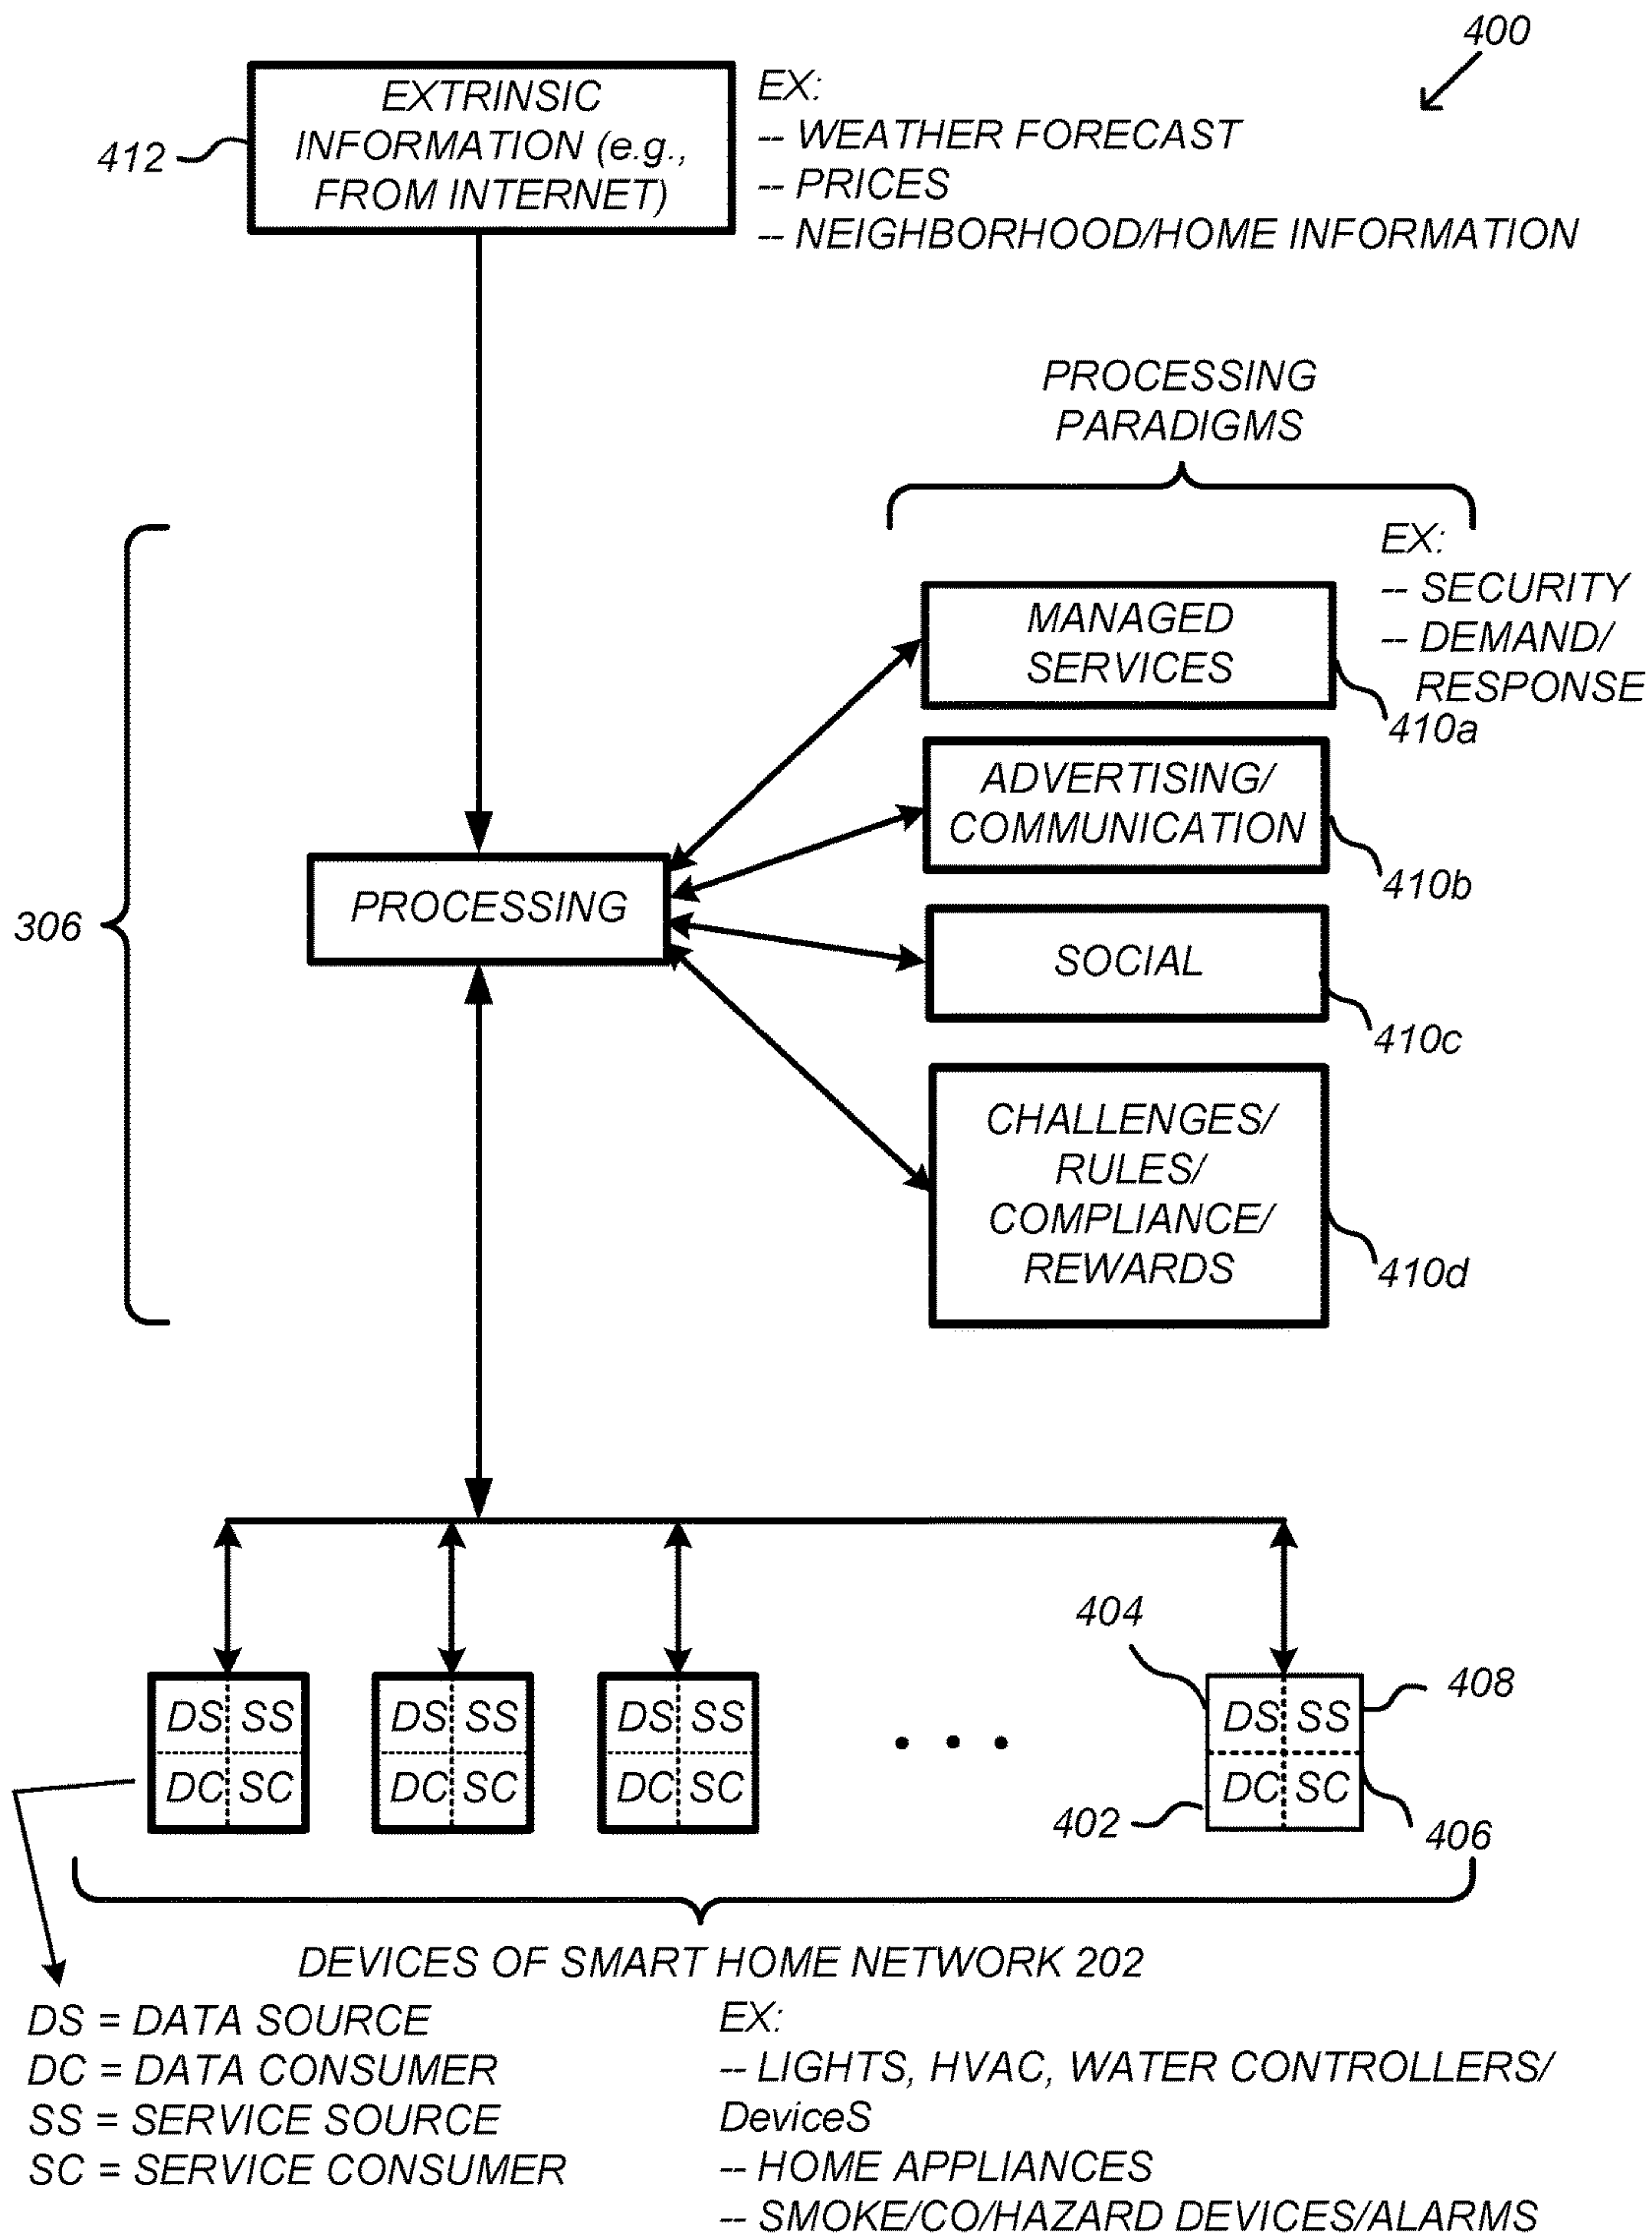 400
EXTRINSIC
INFORMATION (e.g.,
FROM INTERNET)
412
EX:
-- WEATHER FORECAST
-- PRICES
-- NEIGHBORHOOD/HOME INFORMATION
PROCESSING
PARADIGMS
EX:
-- SECURITY
-- DEMAND/
RESPONSE
MANAGED
SERVICES
410a
ADVERTISING/
COMMUNICATION
410b
306
PROCESSING
SOCIAL
410c
CHALLENGES/
RULES/
COMPLIANCE/
REWARDS
410d
404
408
DS SS
DC SC
DS SS
DC SC
DS SS
DC SC
. . .
DS SS
DC SC
402
406
DEVICES OF SMART HOME NETWORK 202
DS = DATA SOURCE
DC = DATA CONSUMER
SS = SERVICE SOURCE
SC = SERVICE CONSUMER
EX:
-- LIGHTS, HVAC, WATER CONTROLLERS/
DeviceS
-- HOME APPLIANCES
-- SMOKE/CO/HAZARD DEVICES/ALARMS